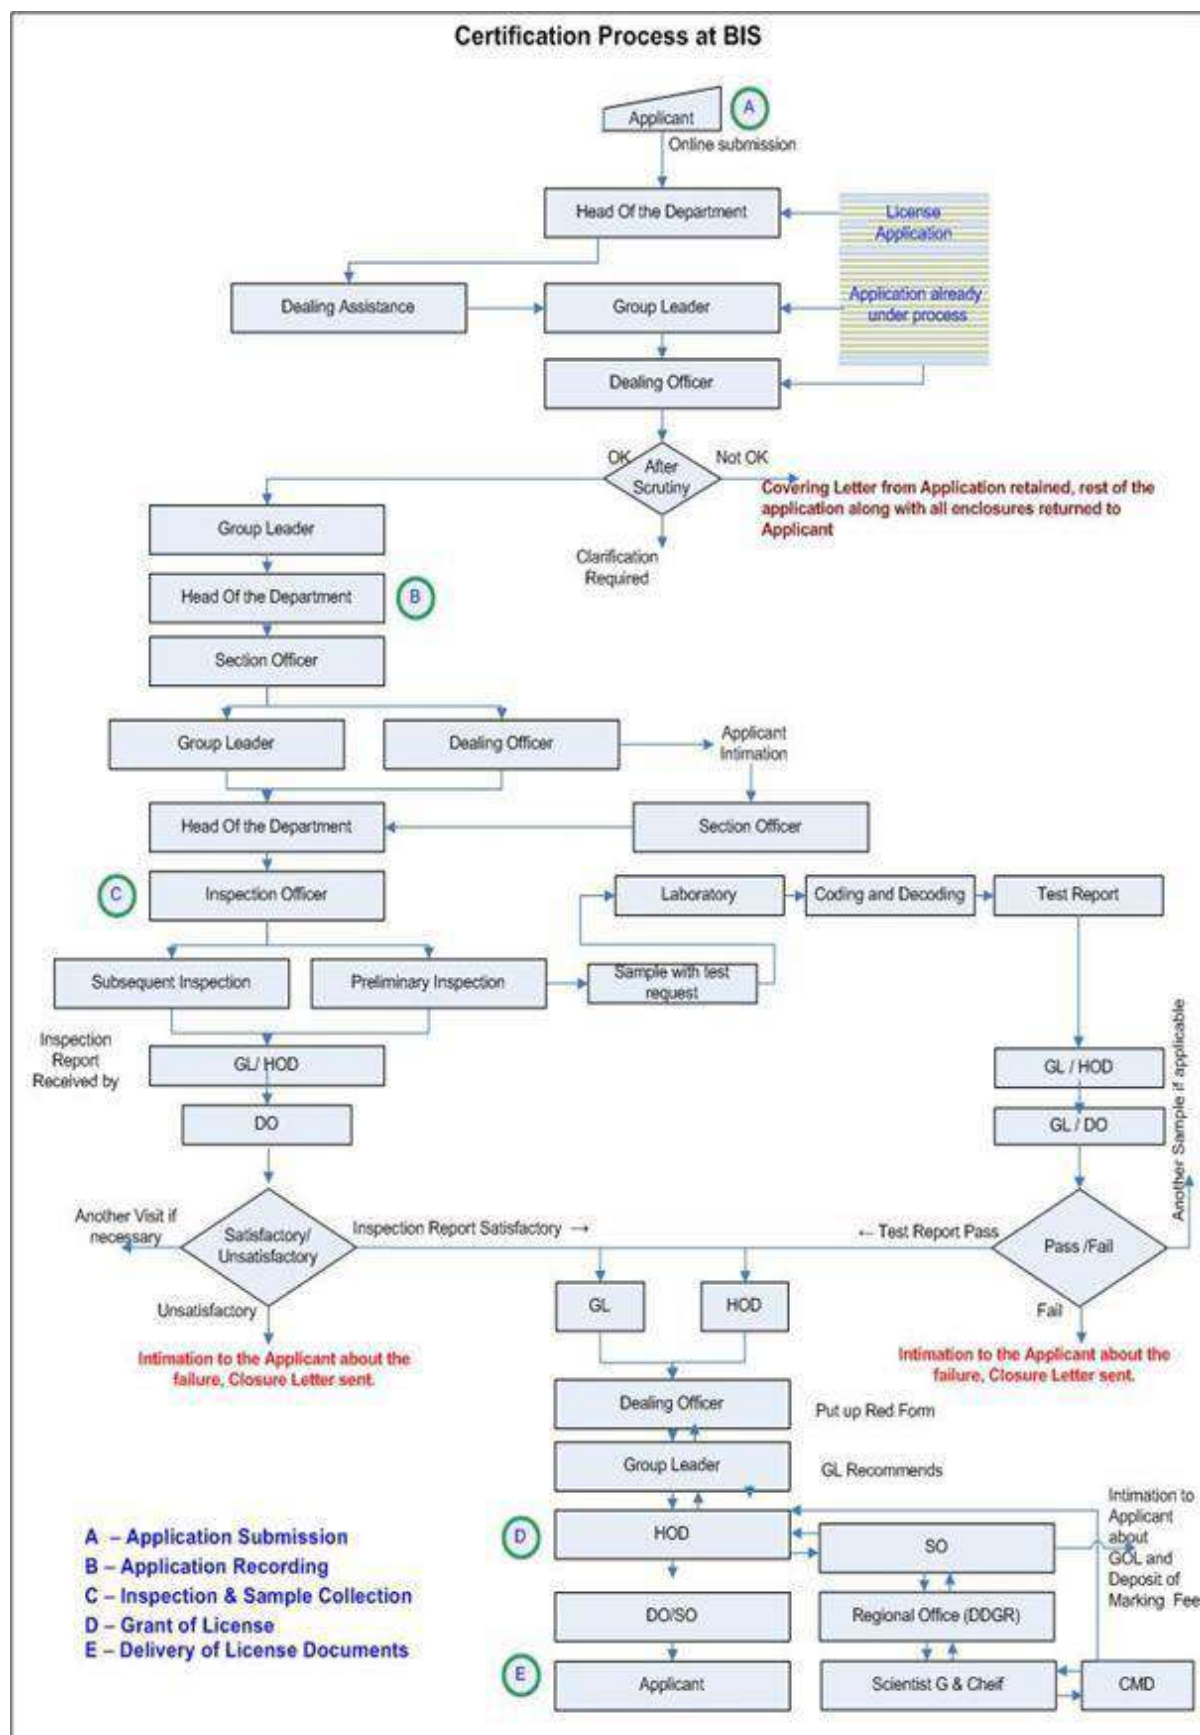 Certification Process at BIS
Applicant
A
Online submission
Head Of the Department
License
Application
Dealing Assistance
Group Leader
Application already
under process
Dealing Officer
OK
After
Scrutiny
Not OK
Covering Letter from Application retained, rest of the
application along with all enclosures returned to
Applicant
Clarification
Required
Group Leader
Head Of the Department
B
Section Officer
Group Leader
Dealing Officer
Applicant
Intimation
Head Of the Department
Section Officer
C
Inspection Officer
Laboratory
Coding and Decoding
Test Report
Subsequent Inspection
Preliminary Inspection
Sample with test
request
Another Sample if applicable
Inspection
Report
Received by
GL/ HOD
GL / HOD
DO
GL / DO
Another Visit if
necessary
Satisfactory/
Unsatisfactory
Inspection Report Satisfactory →
← Test Report Pass
Pass /Fail
Unsatisfactory
GL
HOD
Fail
Intimation to the Applicant about the
failure, Closure Letter sent.
Intimation to the Applicant about the
failure, Closure Letter sent.
Dealing Officer
Put up Red Form
Group Leader
GL Recommends
D
HOD
SO
Intimation to
Applicant
about
GOL and
Deposit of
Marking Fee
DO/SO
Regional Office (DDGR)
E
Applicant
Scientist G & Cheif
CMD
A – Application Submission
B – Application Recording
C – Inspection & Sample Collection
D – Grant of License
E – Delivery of License Documents